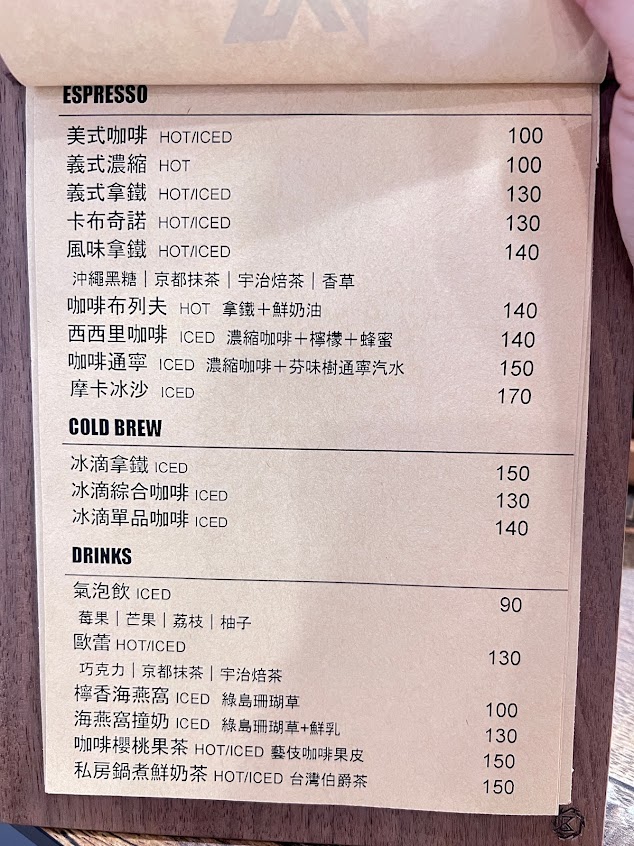 ESPRESSO
美式咖啡 HOT/ICED 100
義式濃縮 HOT 100
義式拿鐵 HOT/ICED 130
卡布奇諾 HOT/ICED 130
風味拿鐵 HOT/ICED 140
沖繩黑糖｜京都抹茶｜宇治焙茶｜香草
咖啡布列夫 HOT 拿鐵＋鮮奶油 140
西西里咖啡 ICED 濃縮咖啡＋檸檬＋蜂蜜 140
咖啡通寧 ICED 濃縮咖啡＋芬味樹通寧汽水 150
摩卡冰沙 ICED 170
COLD BREW
冰滴拿鐵 ICED 150
冰滴綜合咖啡 ICED 130
冰滴單品咖啡 ICED 140
DRINKS
氣泡飲 ICED 90
莓果｜芒果｜荔枝｜柚子
歐蕾 HOT/ICED 130
巧克力｜京都抹茶｜宇治焙茶
檸香海燕窩 ICED 綠島珊瑚草 100
海燕窩撞奶 ICED 綠島珊瑚草+鮮乳 130
咖啡櫻桃果茶 HOT/ICED 藝伎咖啡果皮 150
私房鍋煮鮮奶茶 HOT/ICED 台灣伯爵茶 150